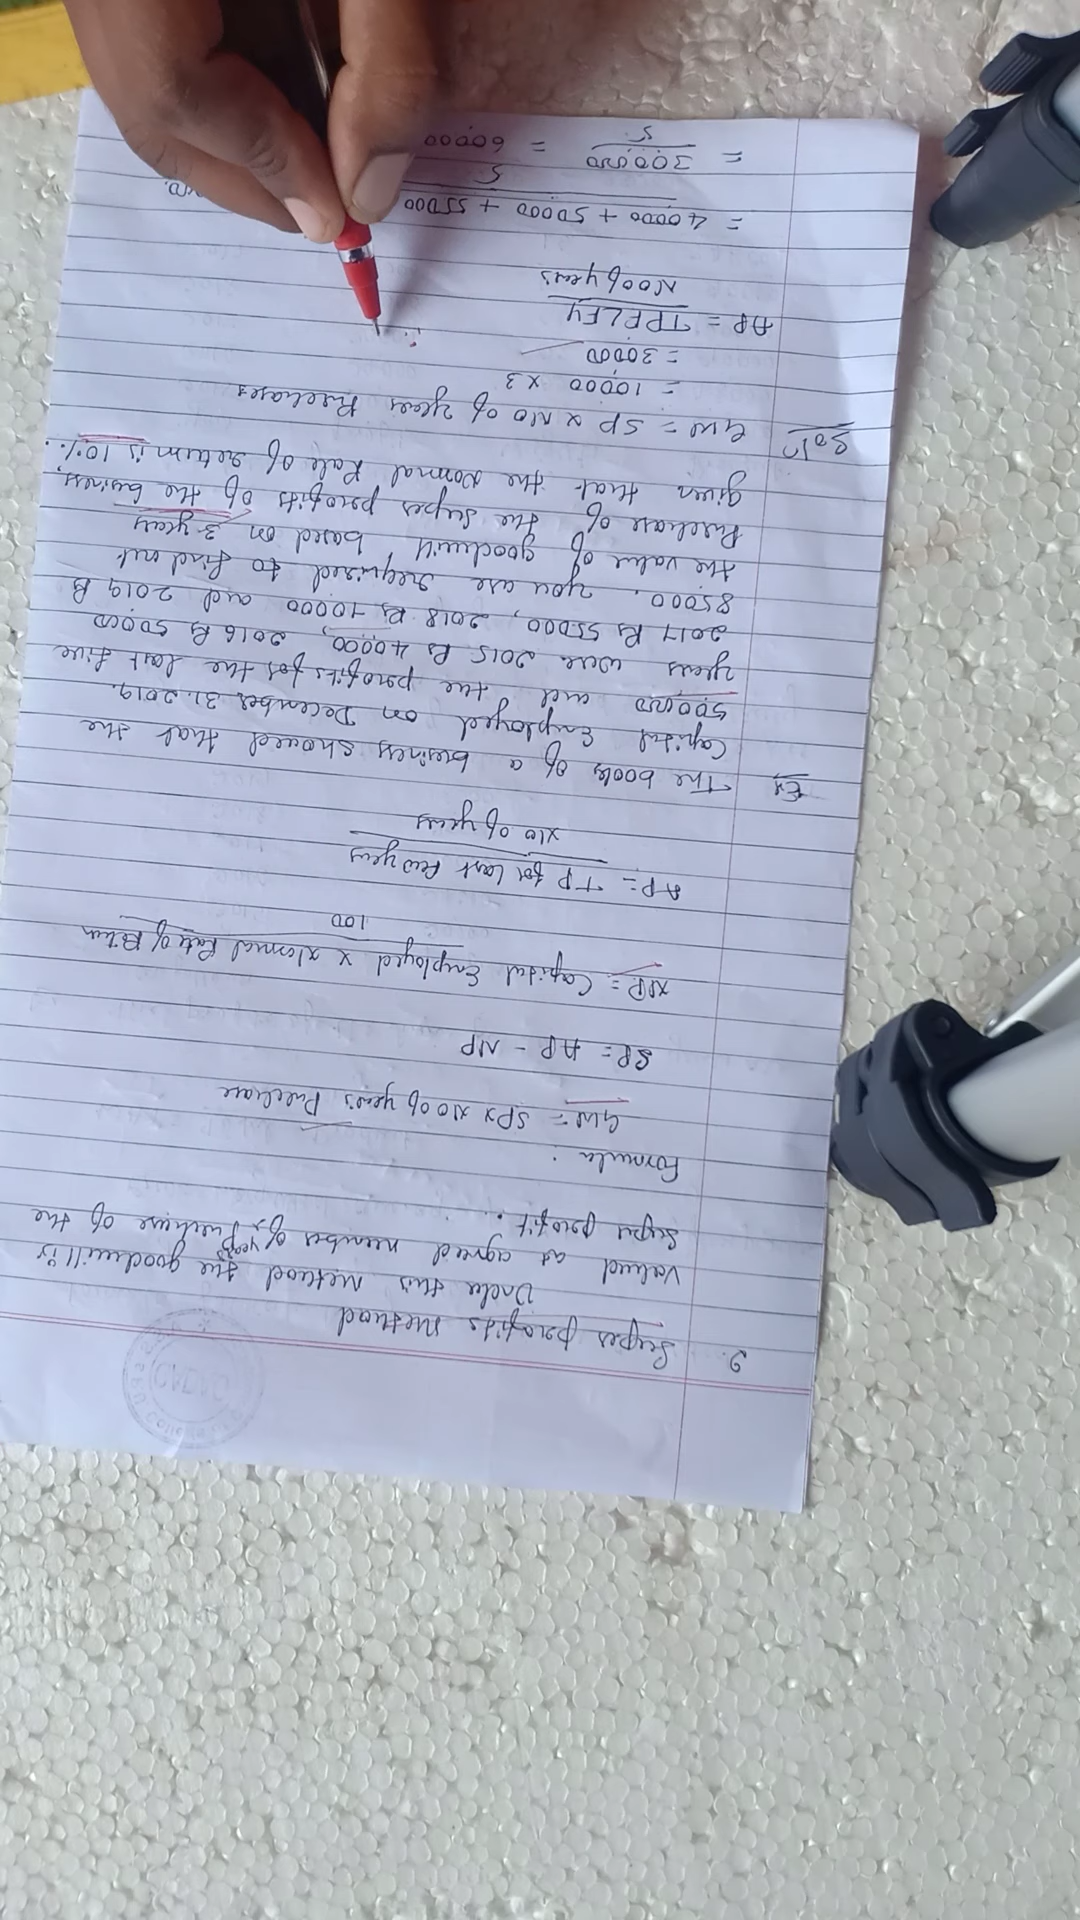 2. Super profits Method
Under this Method the goodwill is
valued at agreed number of years purchase of the
super profit.
Formula :
GW = SP x No of year's Purchase
SP = AP - NP
NP = Capital Employed x Normal Rate of Return
100
AP = TP for last few years
No of years
Ex The books of a business showed that the
Capital Employed on December 31. 2019.
500000 and the profits for the last five
years were 2015 Rs 40,000, 2016 Rs 50000
2017 Rs 55000, 2018 Rs 70000 and 2019 Rs
85000. you are required to find out
the value of goodwill based on 3 years
Purchase of the super profits of the business,
given that the Normal Rate of return is 10%.
Soln GW = SP x No of years Purchases
= 10000 x 3
= 30000
AP = TPFLFY
No of years
= 40000 + 50000 + 55000
5
= 300000 = 60000
5